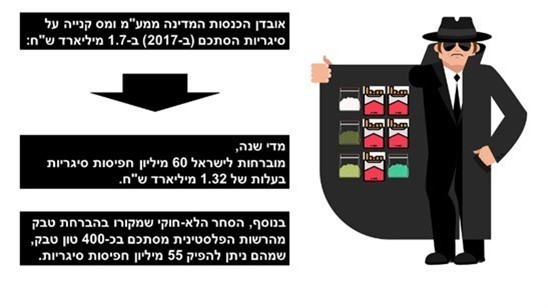 אובדן הכנסות המדינה ממע"מ ומס קנייה על
סיגריות הסתכם (ב-2017) ב-1.7 מיליארד ש"ח:
מדי שנה,
מוברחות לישראל 60 מיליון חפיסות סיגריות
בעלות של 1.32 מיליארד ש"ח.
בנוסף, הסחר הלא-חוקי שמקורו בהברחת טבק
מהרשות הפלסטינית מסתכם בכ-400 טון טבק,
שמהם ניתן להפיק 55 מיליון חפיסות סיגריות.